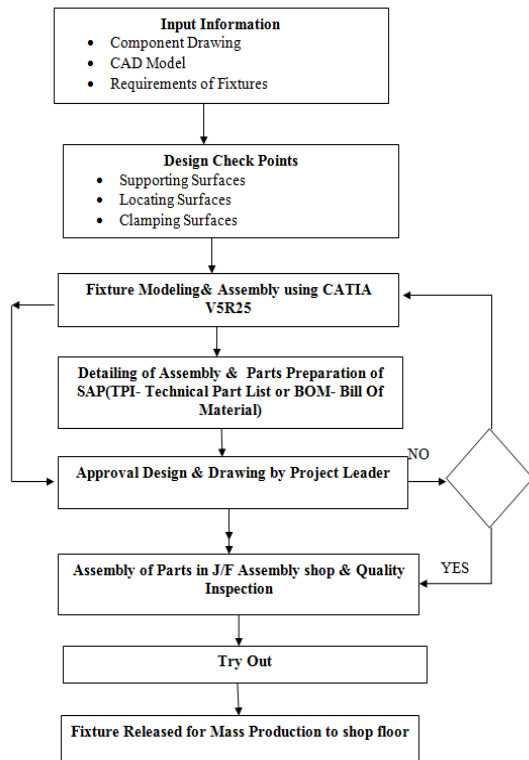 Input Information
• Component Drawing
• CAD Model
• Requirements of Fixtures
Design Check Points
• Supporting Surfaces
• Locating Surfaces
• Clamping Surfaces
Fixture Modeling& Assembly using CATIA
V5R25
Detailing of Assembly & Parts Preparation of
SAP(TPI- Technical Part List or BOM- Bill Of
Material)
Approval Design & Drawing by Project Leader
NO
Assembly of Parts in J/F Assembly shop & Quality
Inspection
YES
Try Out
Fixture Released for Mass Production to shop floor